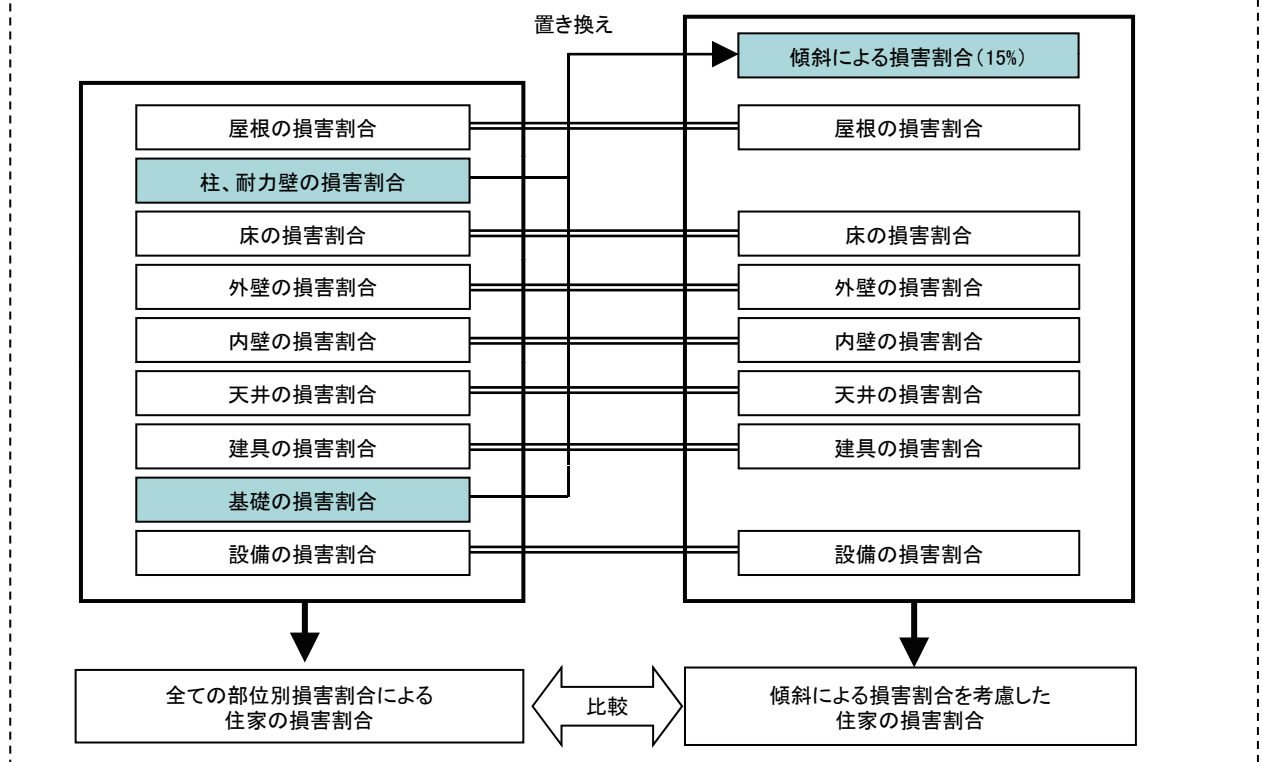 置き換え
屋根の損害割合
柱、耐力壁の損害割合
床の損害割合
外壁の損害割合
内壁の損害割合
天井の損害割合
建具の損害割合
基礎の損害割合
設備の損害割合
傾斜による損害割合(15%)
屋根の損害割合
床の損害割合
外壁の損害割合
内壁の損害割合
天井の損害割合
建具の損害割合
設備の損害割合
全ての部位別損害割合による
住家の損害割合
比較
傾斜による損害割合を考慮した
住家の損害割合